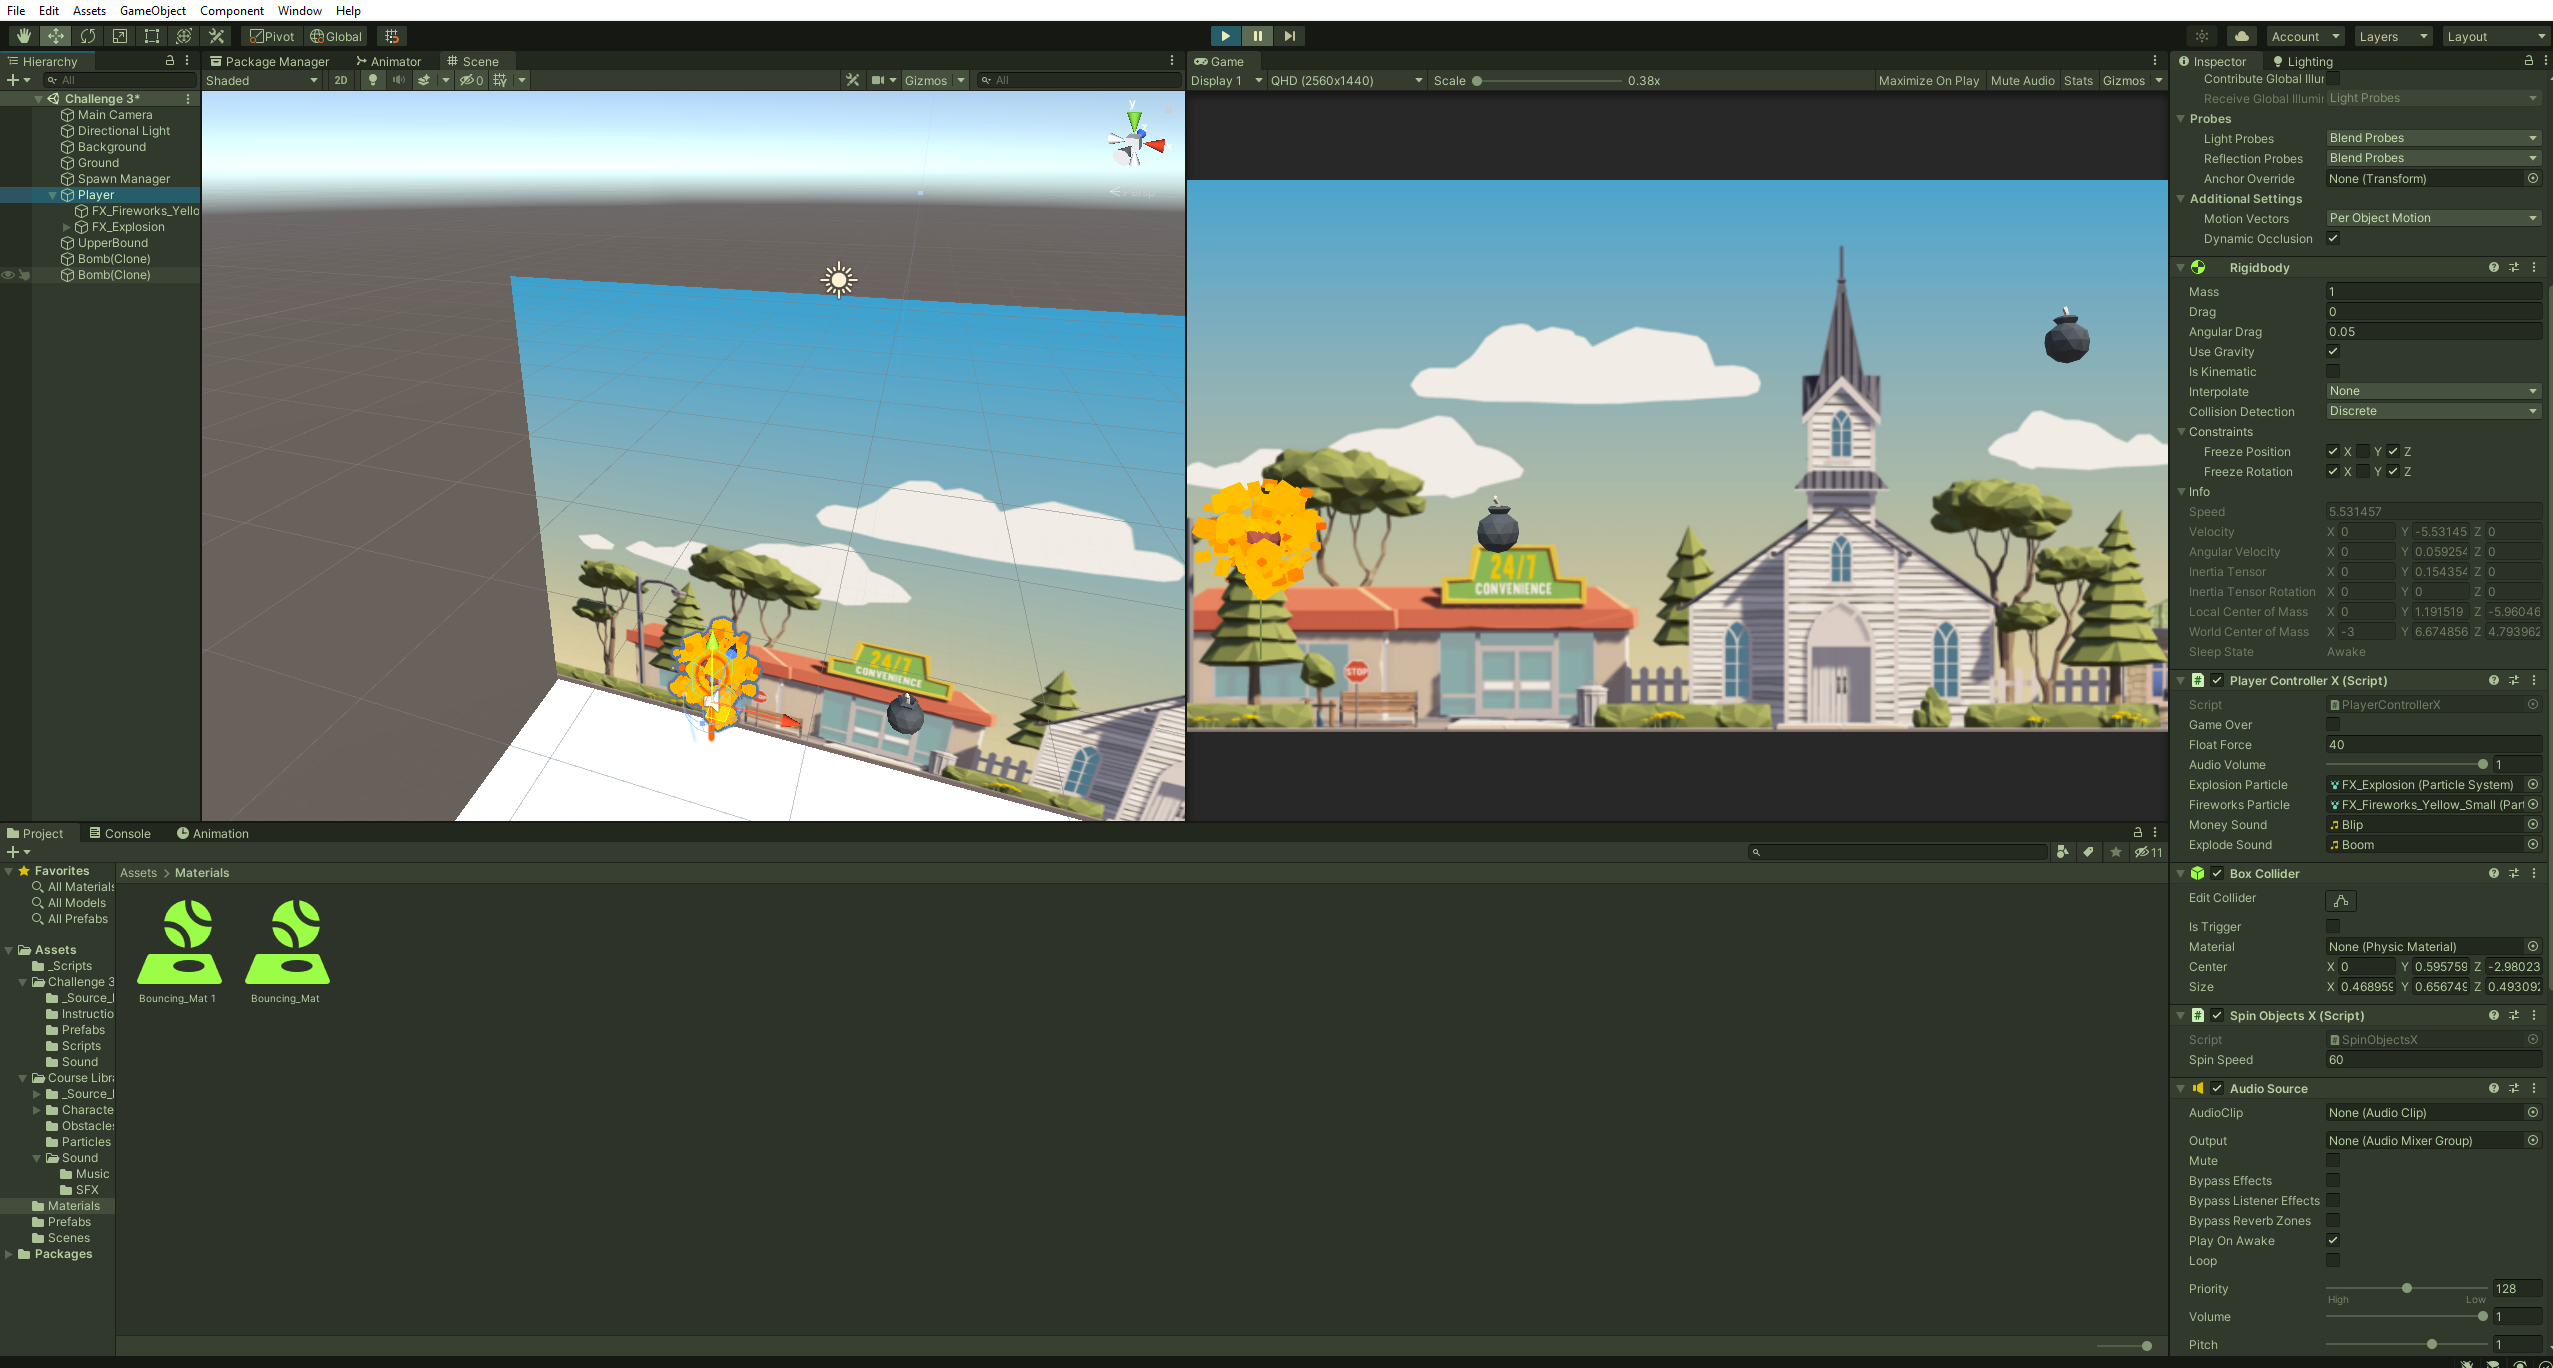 File Edit Assets GameObject Component Window Help
Pivot Global
Account Layers Layout
Hierarchy
All
Challenge 3*
Main Camera
Directional Light
Background
Ground
Spawn Manager
Player
FX_Fireworks_Yello
FX_Explosion
UpperBound
Bomb(Clone)
Bomb(Clone)
Package Manager Animator Scene
Shaded 2D 0 Gizmos All
y
24/7
CONVENIENCE
Game
Display 1 QHD (2560x1440) Scale 0.38x Maximize On Play Mute Audio Stats Gizmos
24/7
CONVENIENCE
STOP
Inspector Lighting
Contribute Global Illur
Receive Global Illumir Light Probes
Probes
Light Probes Blend Probes
Reflection Probes Blend Probes
Anchor Override None (Transform)
Additional Settings
Motion Vectors Per Object Motion
Dynamic Occlusion
Rigidbody
Mass 1
Drag 0
Angular Drag 0.05
Use Gravity
Is Kinematic
Interpolate None
Collision Detection Discrete
Constraints
Freeze Position X Y Z
Freeze Rotation X Y Z
Info
Speed 5.531457
Velocity X 0 Y -5.53145 Z 0
Angular Velocity X 0 Y 0.059254 Z 0
Inertia Tensor X 0 Y 0.154354 Z 0
Inertia Tensor Rotation X 0 Y 0 Z 0
Local Center of Mass X 0 Y 1.191519 Z -5.96046
World Center of Mass X -3 Y 6.674856 Z 4.793962
Sleep State Awake
Player Controller X (Script)
Script PlayerControllerX
Game Over
Float Force 40
Audio Volume 1
Explosion Particle FX_Explosion (Particle System)
Fireworks Particle FX_Fireworks_Yellow_Small (Part
Money Sound Blip
Explode Sound Boom
Box Collider
Edit Collider
Is Trigger
Material None (Physic Material)
Center X 0 Y 0.595759 Z -2.98023
Size X 0.468959 Y 0.656749 Z 0.493092
Spin Objects X (Script)
Script SpinObjectsX
Spin Speed 60
Audio Source
AudioClip None (Audio Clip)
Output None (Audio Mixer Group)
Mute
Bypass Effects
Bypass Listener Effects
Bypass Reverb Zones
Play On Awake
Loop
Priority 128
High Low
Volume 1
Pitch 1
Project Console Animation
11
Favorites
All Materials
All Models
All Prefabs
Assets
_Scripts
Challenge 3
_Source_
Instructio
Prefabs
Scripts
Sound
Course Libra
_Source_
Characte
Obstacles
Particles
Sound
Music
SFX
Materials
Prefabs
Scenes
Packages
Assets > Materials
Bouncing_Mat 1 Bouncing_Mat